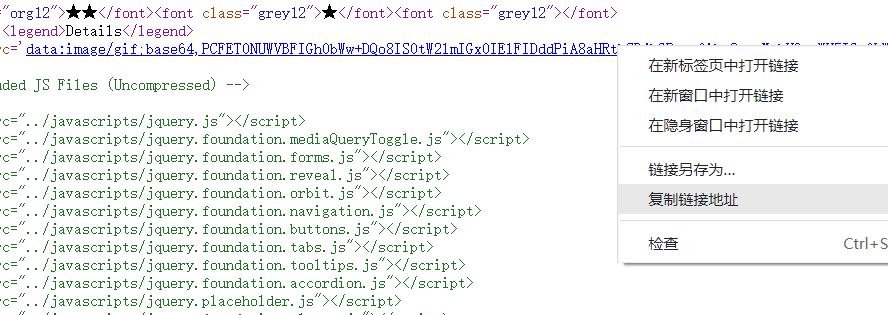 ="org12">★★</font><font class="grey12">★</font><font class="grey12"></font>
<legend>Details</legend>
rc='data:image/gif;base64,PCFET0NUWVBFIGh0bWw+DQo8IS0tW21mIGx0IE1FIDddPiA8aHRt
在新标签页中打开链接
在新窗口中打开链接
在隐身窗口中打开链接
链接另存为...
复制链接地址
检查 Ctrl+S
uded JS Files (Uncompressed) -->
rc="../javascripts/jquery.js"></script>
rc="../javascripts/jquery.foundation.mediaQueryToggle.js"></script>
rc="../javascripts/jquery.foundation.forms.js"></script>
rc="../javascripts/jquery.foundation.reveal.js"></script>
rc="../javascripts/jquery.foundation.orbit.js"></script>
rc="../javascripts/jquery.foundation.navigation.js"></script>
rc="../javascripts/jquery.foundation.buttons.js"></script>
rc="../javascripts/jquery.foundation.tabs.js"></script>
rc="../javascripts/jquery.foundation.tooltips.js"></script>
rc="../javascripts/jquery.foundation.accordion.js"></script>
rc="../javascripts/jquery.placeholder.js"></script>